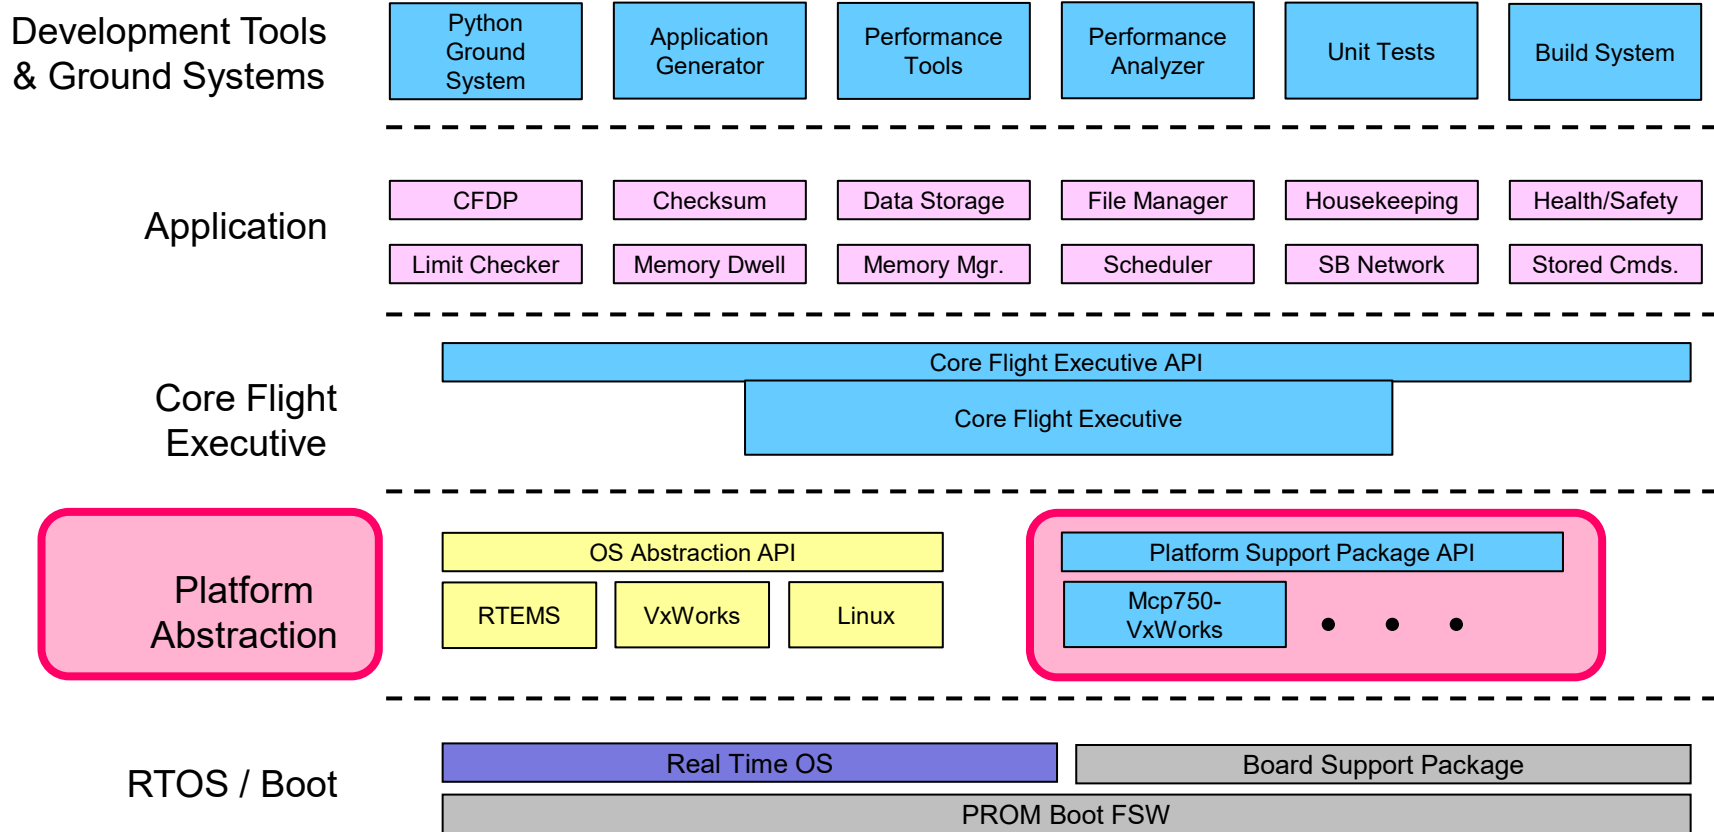 Development Tools
& Ground Systems
Python
Ground
System
Application
Generator
Performance
Tools
Performance
Analyzer
Unit Tests
Build System
Application
CFDP
Checksum
Data Storage
File Manager
Housekeeping
Health/Safety
Limit Checker
Memory Dwell
Memory Mgr.
Scheduler
SB Network
Stored Cmds.
Core Flight
Executive
Core Flight Executive API
Core Flight Executive
Platform
Abstraction
OS Abstraction API
RTEMS
VxWorks
Linux
Platform Support Package API
Mcp750-
VxWorks
• • •
RTOS / Boot
Real Time OS
Board Support Package
PROM Boot FSW